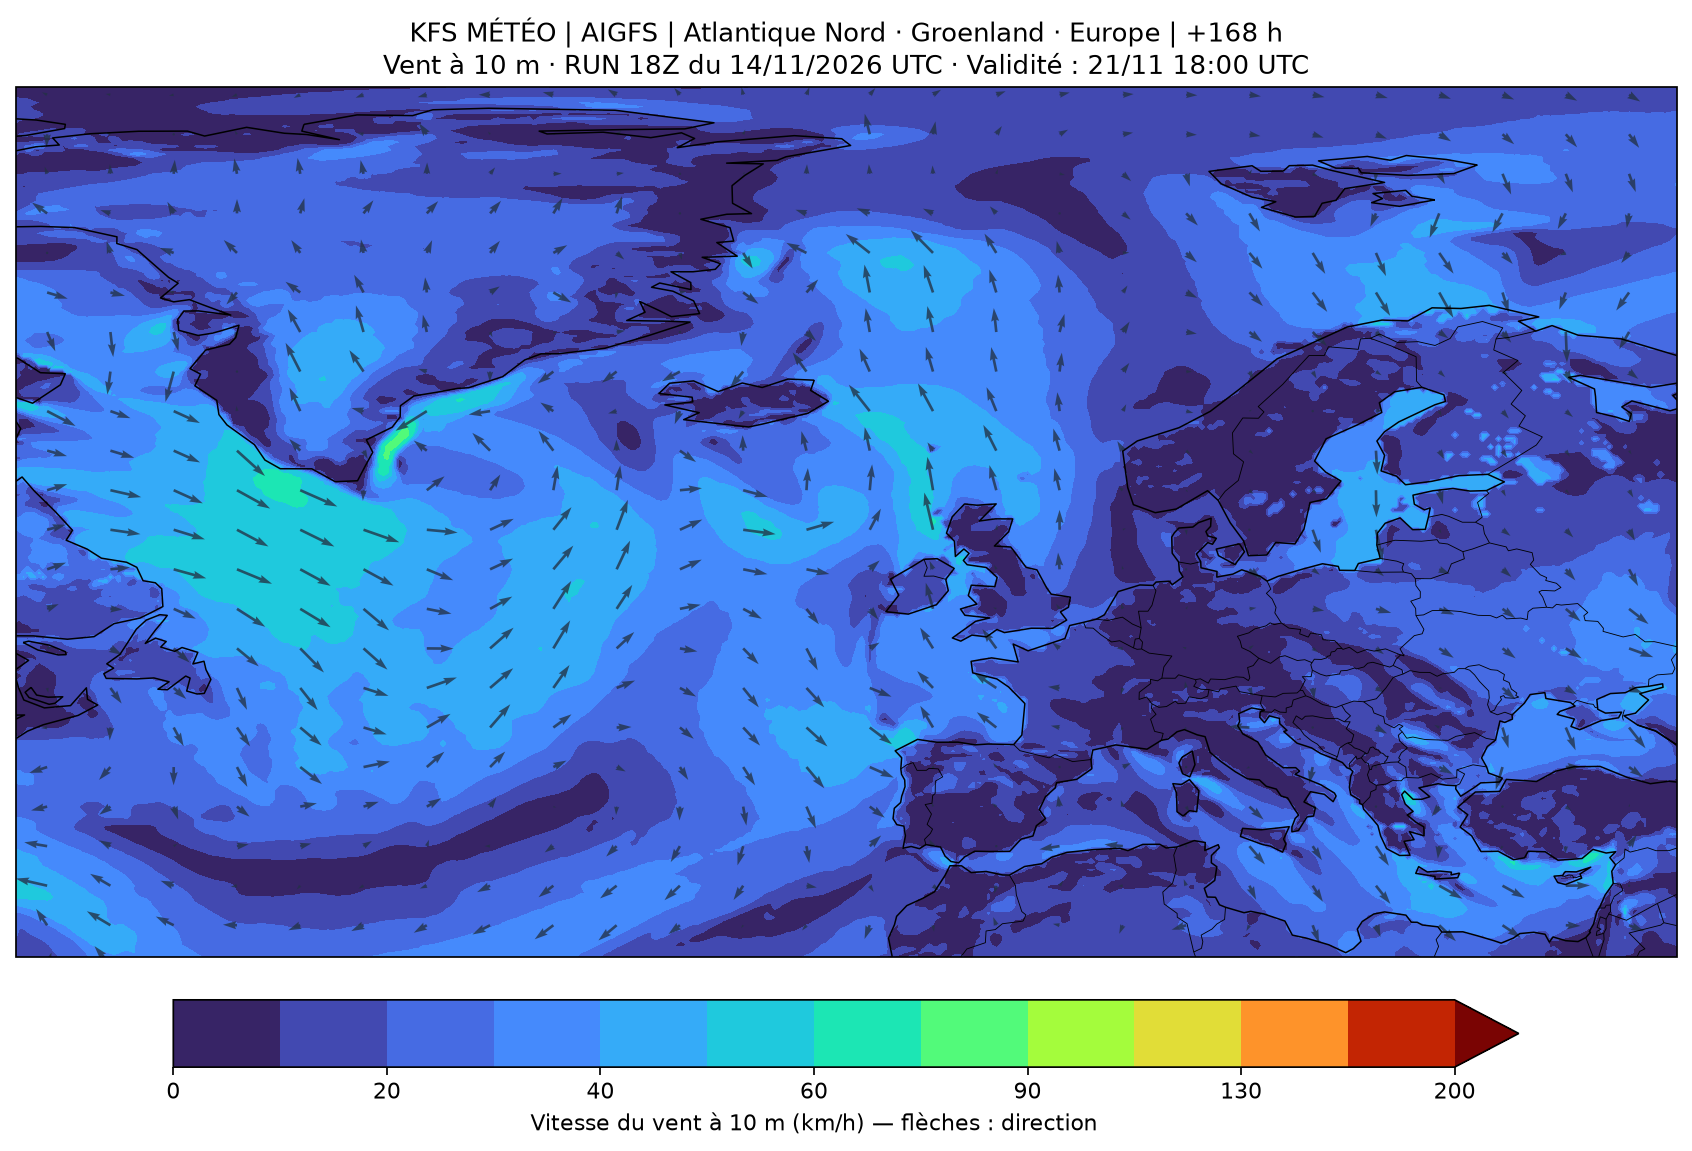 KFS MÉTÉO | AIGFS | Atlantique Nord · Groenland · Europe | +168 h
Vent à 10 m · RUN 18Z du 14/11/2026 UTC · Validité : 21/11 18:00 UTC
0 20 40 60 90 130 200
Vitesse du vent à 10 m (km/h) — flèches : direction